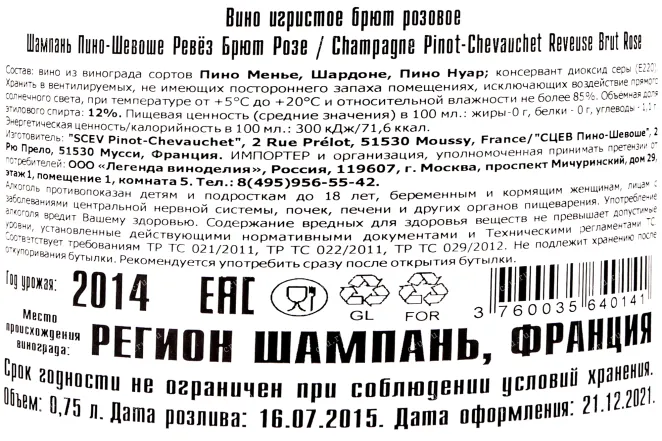 Вино игристое брют розовое
Шампань Пино-Шевоше Ревёз Брют Розе / Champagne Pinot-Chevauchet Reveuse Brut Rose
Состав: вино из винограда сортов Пино Менье, Шардоне, Пино Нуар; консервант диоксид серы (Е220)
Хранить в вентилируемых, не имеющих постороннего запаха помещениях, исключающих воздействие прямого
солнечного света, при температуре от +5°С до +20°С и относительной влажности не более 85%. Объемная доля
этилового спирта: 12%. Пищевая ценность (средние значения) в 100 мл.: жиры-0 г, белки - 0 г, углеводы -
Энергетическая ценность/калорийность в 100 мл.: 300 кДж/71,6 ккал.
Изготовитель: "SCEV Pinot-Chevauchet", 2 Rue Prélot, 51530 Moussy, France/"СЦЕВ Пино-Шевоше", 2
Рю Прело, 51530 Мусси, Франция. ИМПОРТЕР и организация, уполномоченная принимать претензии от
потребителей: ООО «Легенда виноделия», Россия, 119607, г. Москва, проспект Мичуринский, дом 29,
этаж 1, помещение 1, комната 5. Тел.: 8(495)956-55-42.
Алкоголь противопоказан детям и подросткам до 18 лет, беременным и кормящим женщинам, лицам с
заболеваниями центральной нервной системы, почек, печени и других органов пищеварения. Употребление
алкоголя вредит Вашему здоровью. Содержание вредных для здоровья веществ не превышает допустимые
уровни, установленные действующими нормативными документами и Техническими регламентами ТС.
Соответствует требованиям ТР ТС 021/2011, ТР ТС 022/2011, ТР ТС 029/2012. Не подлежит хранению после
откупоривания бутылки. Рекомендуется употребить сразу после открытия бутылки.
Год урожая: 2014 ЕАС GL FOR 3 760035 640141
Место
происхождения
винограда: РЕГИОН ШАМПАНЬ, ФРАНЦИЯ
Срок годности не ограничен при соблюдении условий хранения.
Объем: 0,75 л. Дата розлива: 16.07.2015. Дата оформления: 21.12.2021.